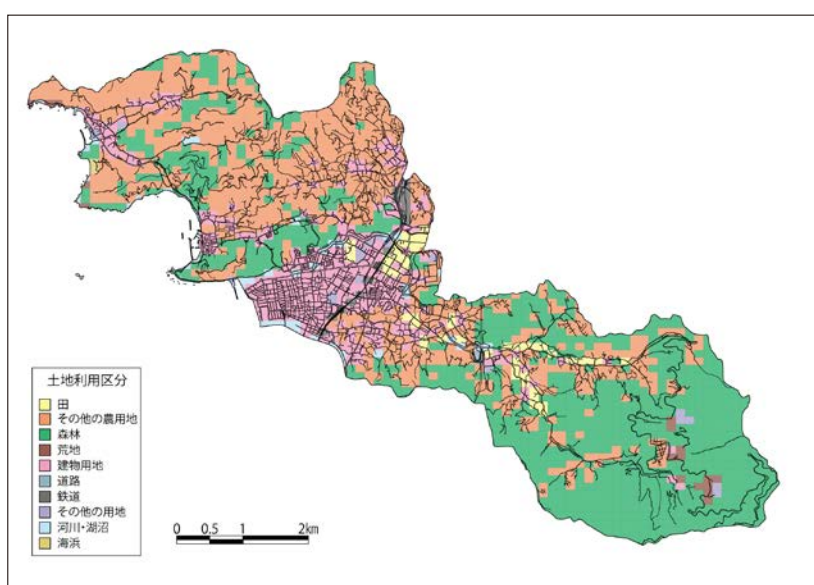 土地利用区分
田
その他の農用地
森林
荒地
建物用地
道路
鉄道
その他の用地
河川・湖沼
海浜
0 0.5 1 2km